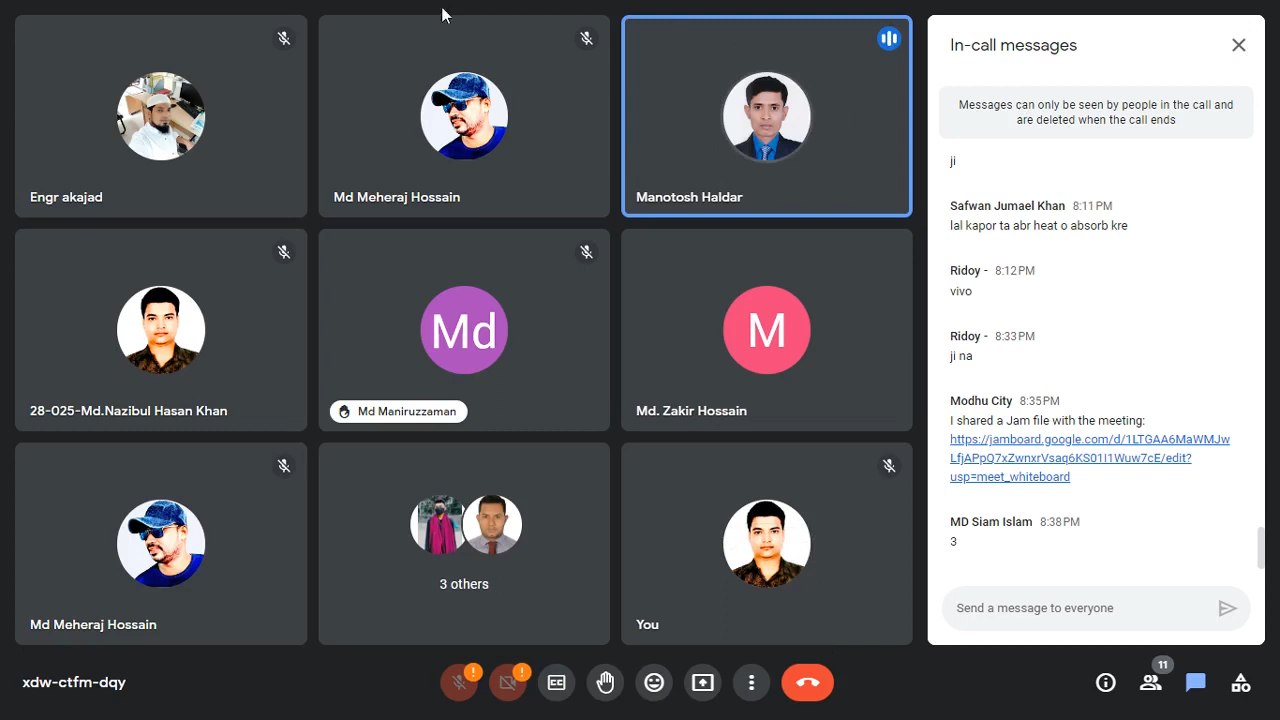 Engr akajad
Md Meheraj Hossain
Manotosh Haldar
28-025-Md.Nazibul Hasan Khan
Md
Md Maniruzzaman
M
Md. Zakir Hossain
Md Meheraj Hossain
3 others
You
In-call messages
Messages can only be seen by people in the call and
are deleted when the call ends
ji
Safwan Jumael Khan 8:11 PM
lal kapor ta abr heat o absorb kre
Ridoy - 8:12 PM
vivo
Ridoy - 8:33 PM
ji na
Modhu City 8:35 PM
I shared a Jam file with the meeting:
https://jamboard.google.com/d/1LTGAA6MaWMJw
LfjAPpQ7xZwnxrVsaq6KS01I1Wuw7cE/edit?
usp=meet_whiteboard
MD Siam Islam 8:38 PM
3
Send a message to everyone
xdw-ctfm-dqy
!
!
CC
11